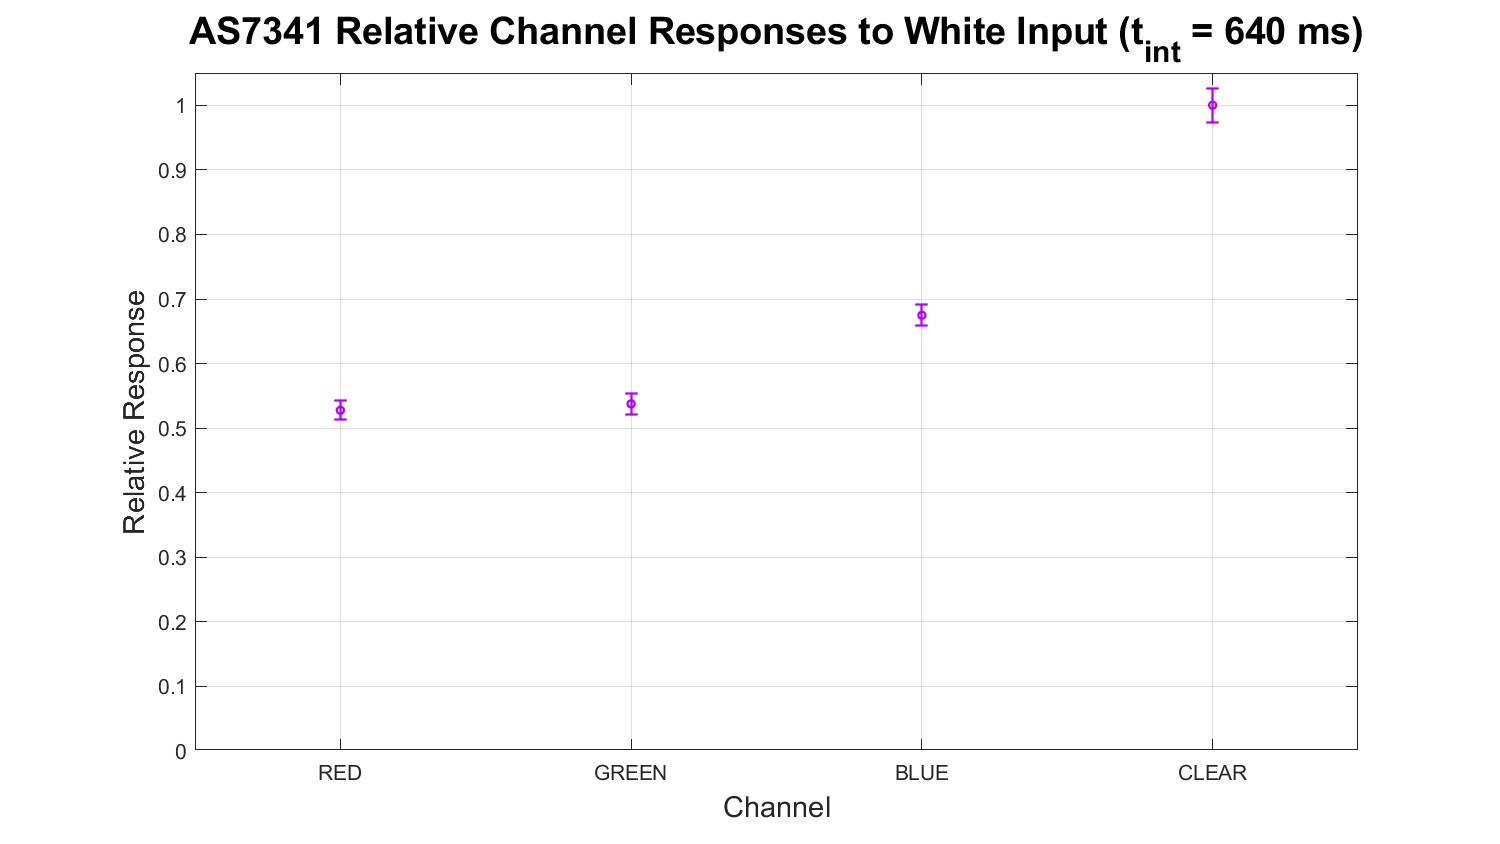 AS7341 Relative Channel Responses to White Input (t_int = 640 ms)
1
0.9
0.8
0.7
0.6
0.5
0.4
0.3
0.2
0.1
0
Relative Response
RED GREEN BLUE CLEAR
Channel